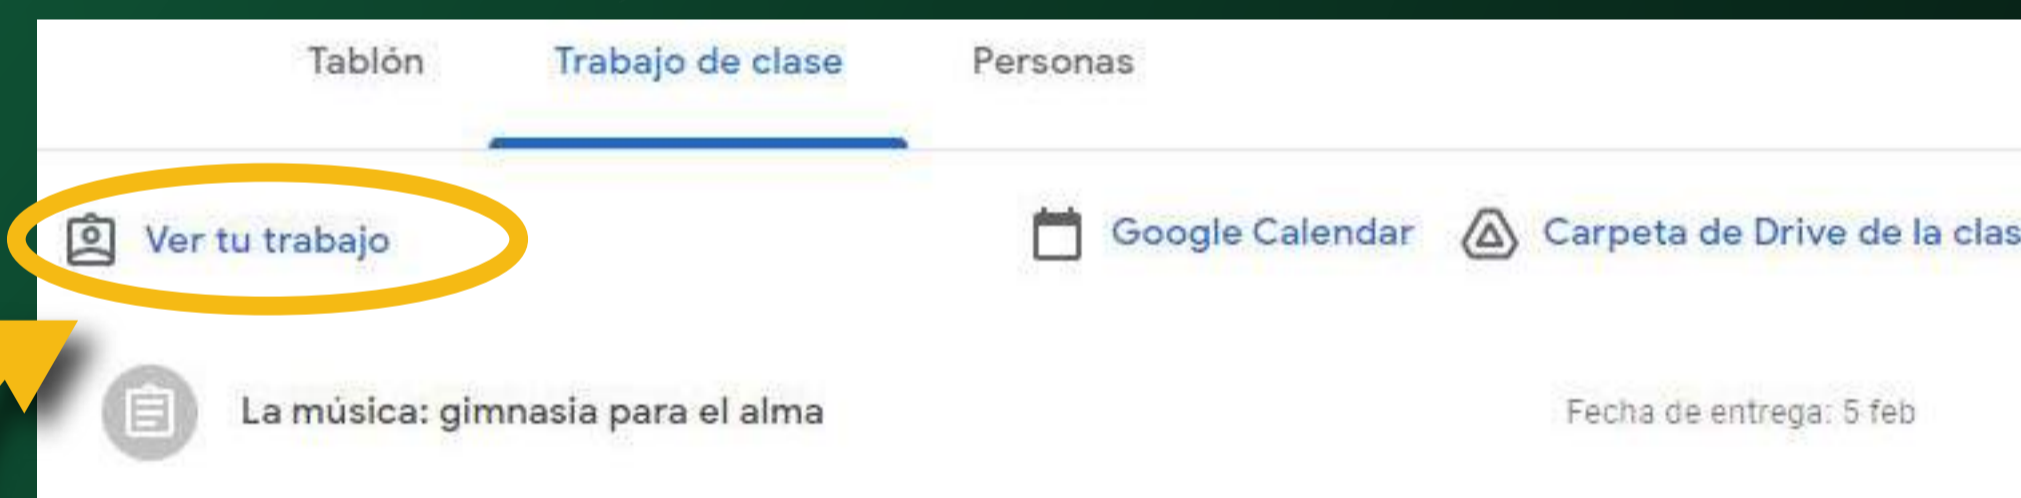 Tablón Trabajo de clase Personas
Ver tu trabajo Google Calendar Carpeta de Drive de la clas
La música: gimnasia para el alma Fecha de entrega: 5 feb